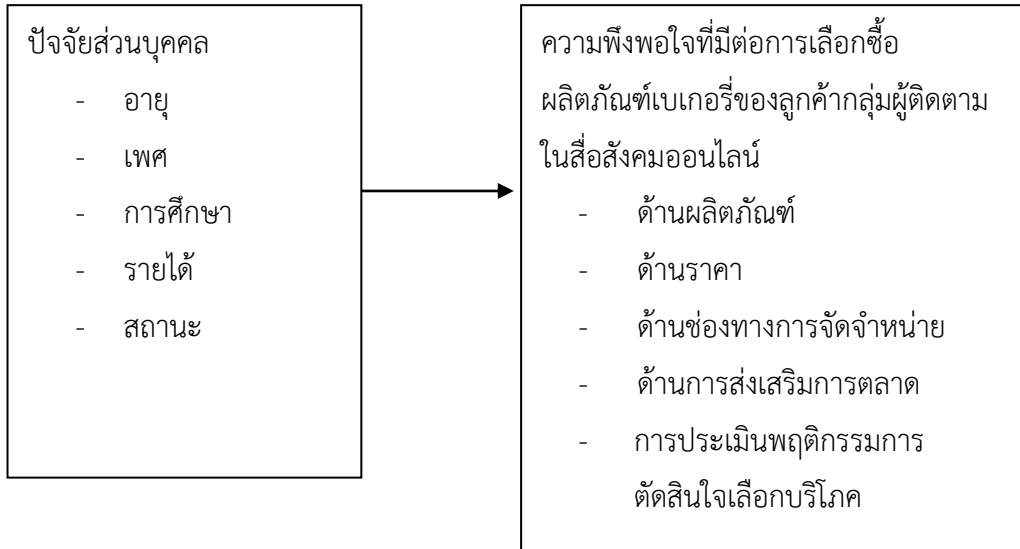 ปัจจัยส่วนบุคคล
- อายุ
- เพศ
- การศึกษา
- รายได้
- สถานะ
ความพึงพอใจที่มีต่อการเลือกซื้อ
ผลิตภัณฑ์เบเกอรี่ของลูกค้ากลุ่มผู้ติดตาม
ในสื่อสังคมออนไลน์
- ด้านผลิตภัณฑ์
- ด้านราคา
- ด้านช่องทางการจัดจำหน่าย
- ด้านการส่งเสริมการตลาด
- การประเมินพฤติกรรมการ
ตัดสินใจเลือกบริโภค